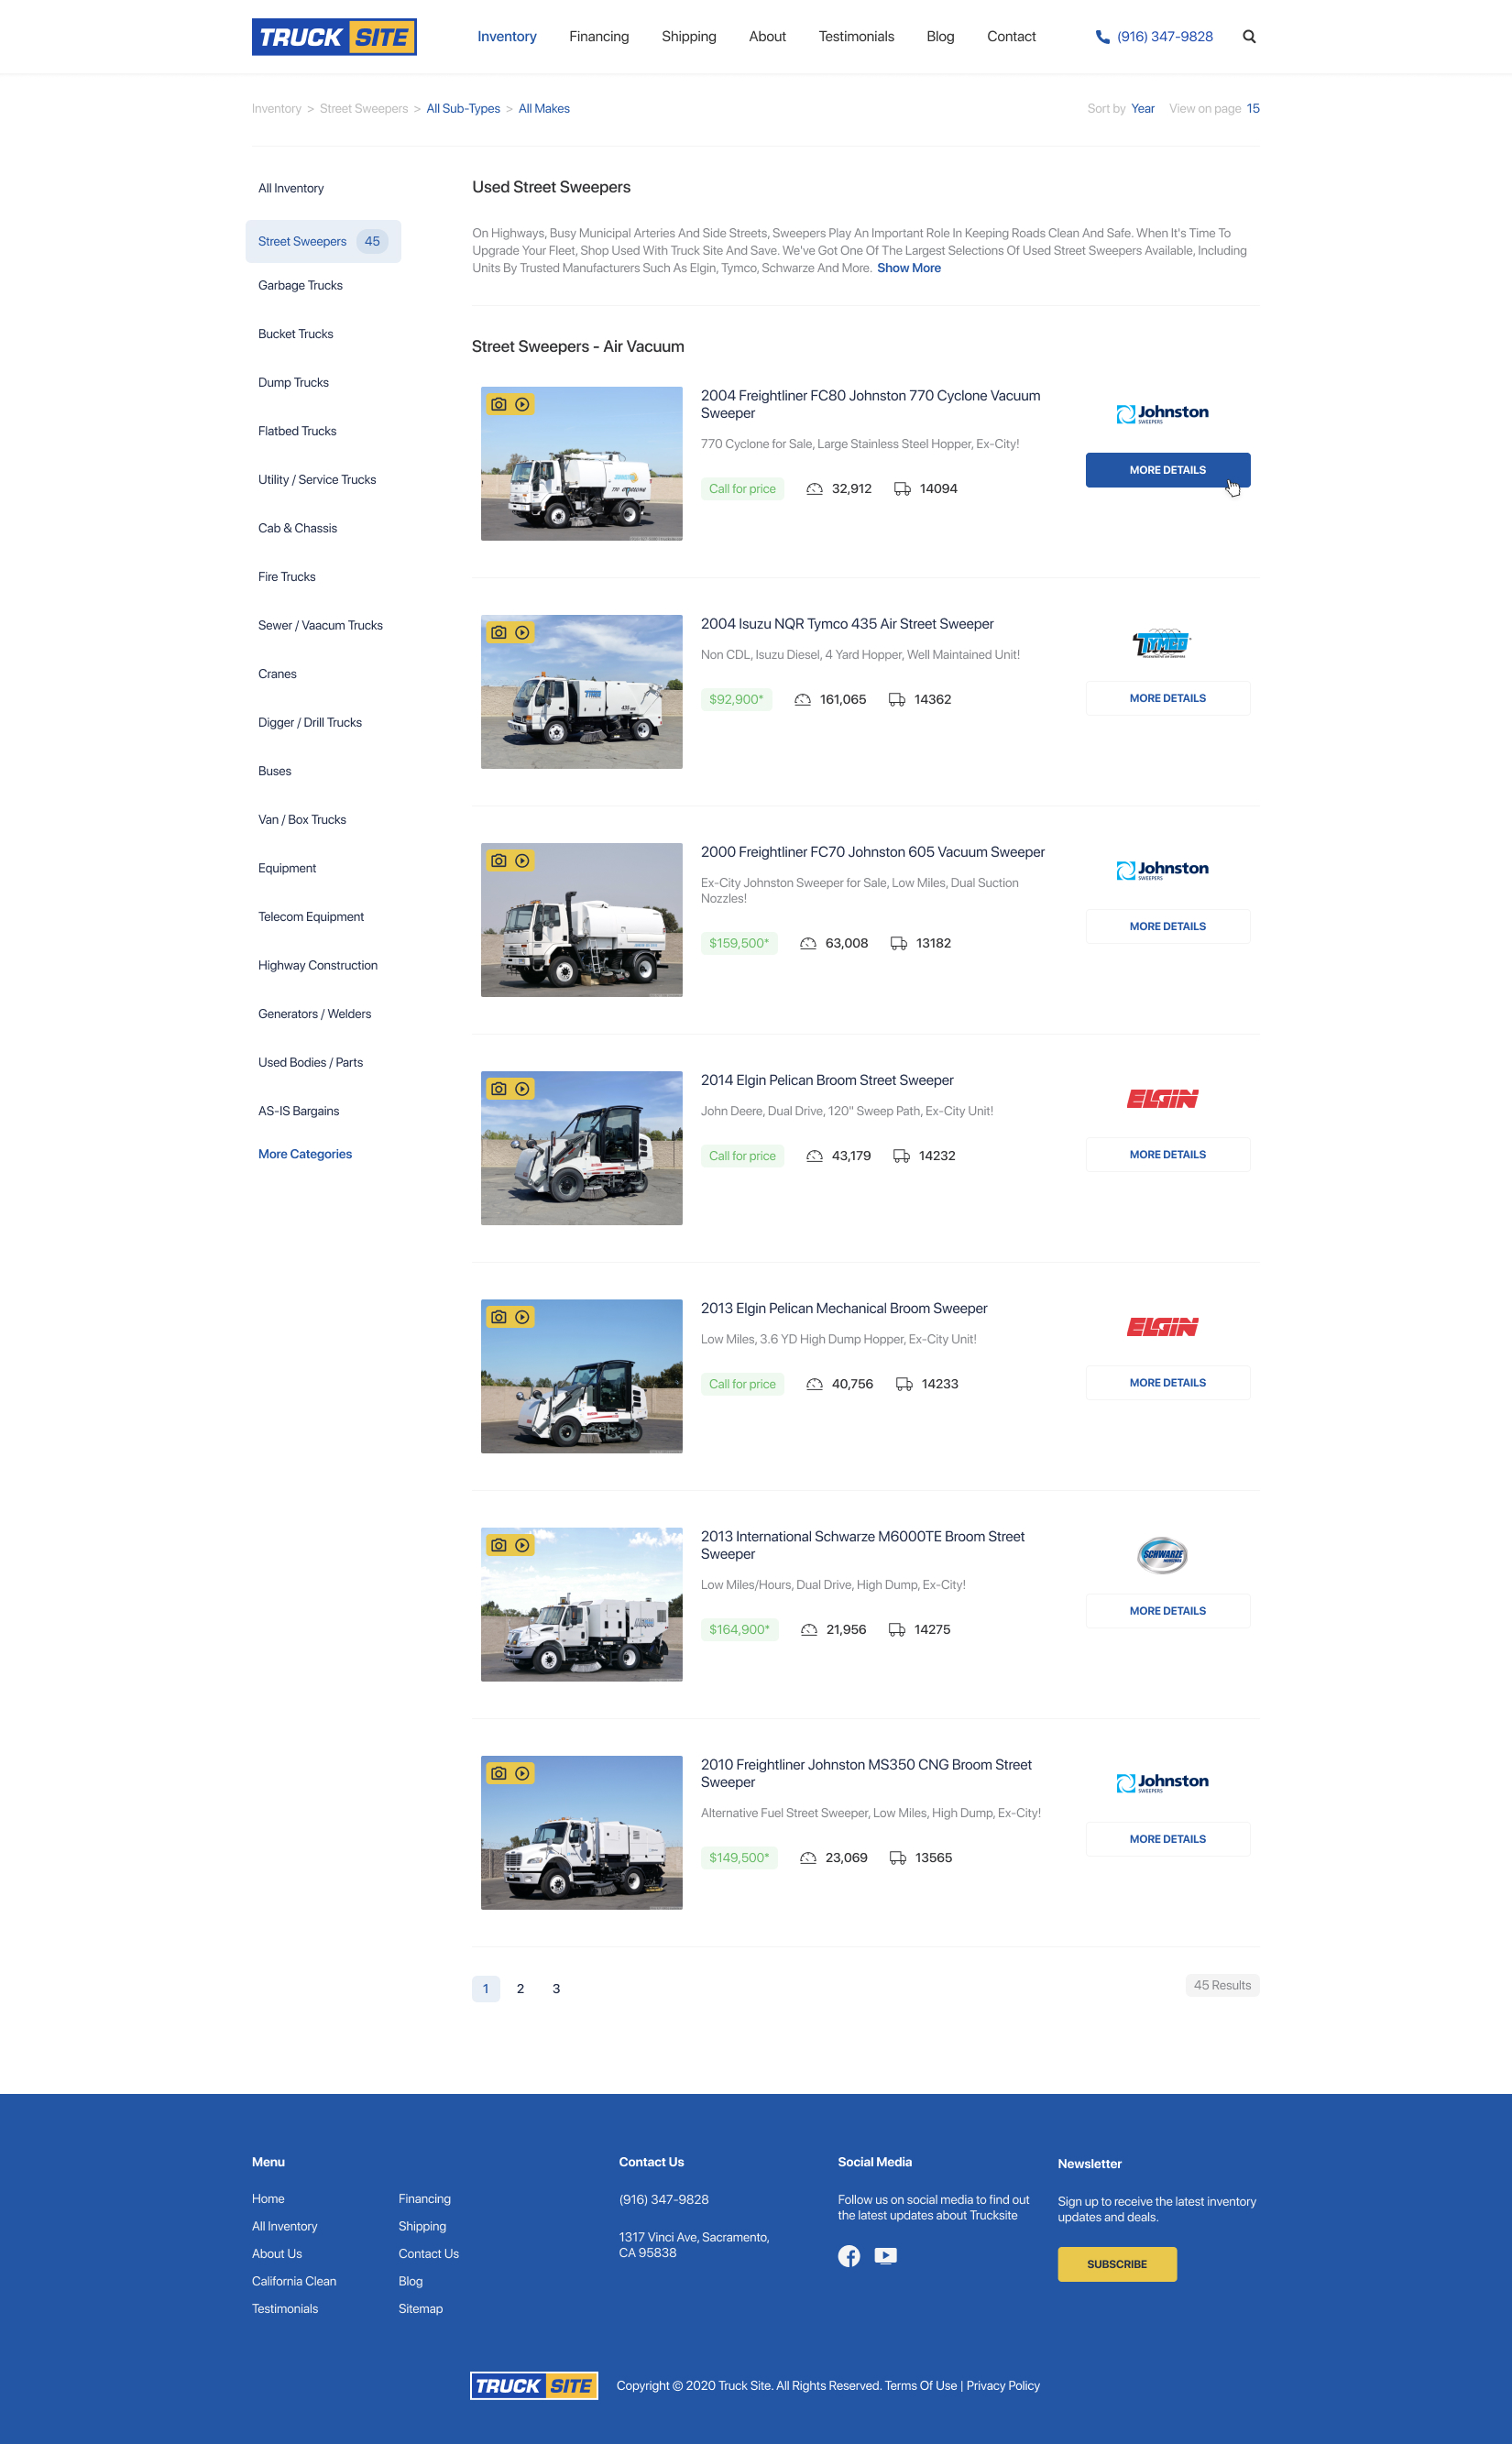 TRUCK SITE
Inventory Financing Shipping About Testimonials Blog Contact (916) 347-9828
Inventory > Street Sweepers > All Sub-Types > All Makes
Sort by Year View on page 15
All Inventory
Street Sweepers 45
Garbage Trucks
Bucket Trucks
Dump Trucks
Flatbed Trucks
Utility / Service Trucks
Cab & Chassis
Fire Trucks
Sewer / Vaacum Trucks
Cranes
Digger / Drill Trucks
Buses
Van / Box Trucks
Equipment
Telecom Equipment
Highway Construction
Generators / Welders
Used Bodies / Parts
AS-IS Bargains
More Categories
Used Street Sweepers
On Highways, Busy Municipal Arteries And Side Streets, Sweepers Play An Important Role In Keeping Roads Clean And Safe. When It's Time To
Upgrade Your Fleet, Shop Used With Truck Site And Save. We've Got One Of The Largest Selections Of Used Street Sweepers Available, Including
Units By Trusted Manufacturers Such As Elgin, Tymco, Schwarze And More. Show More
Street Sweepers - Air Vacuum
2004 Freightliner FC80 Johnston 770 Cyclone Vacuum
Sweeper
770 Cyclone for Sale, Large Stainless Steel Hopper, Ex-City!
Call for price 32,912 14094
Johnston
SWEEPERS
MORE DETAILS
2004 Isuzu NQR Tymco 435 Air Street Sweeper
Non CDL, Isuzu Diesel, 4 Yard Hopper, Well Maintained Unit!
$92,900* 161,065 14362
TYMCO
MORE DETAILS
2000 Freightliner FC70 Johnston 605 Vacuum Sweeper
Ex-City Johnston Sweeper for Sale, Low Miles, Dual Suction
Nozzles!
$159,500* 63,008 13182
Johnston
SWEEPERS
MORE DETAILS
2014 Elgin Pelican Broom Street Sweeper
John Deere, Dual Drive, 120" Sweep Path, Ex-City Unit!
Call for price 43,179 14232
ELGIN
MORE DETAILS
2013 Elgin Pelican Mechanical Broom Sweeper
Low Miles, 3.6 YD High Dump Hopper, Ex-City Unit!
Call for price 40,756 14233
ELGIN
MORE DETAILS
2013 International Schwarze M6000TE Broom Street
Sweeper
Low Miles/Hours, Dual Drive, High Dump, Ex-City!
$164,900* 21,956 14275
SCHWARZE
MORE DETAILS
2010 Freightliner Johnston MS350 CNG Broom Street
Sweeper
Alternative Fuel Street Sweeper, Low Miles, High Dump, Ex-City!
$149,500* 23,069 13565
Johnston
SWEEPERS
MORE DETAILS
1 2 3
45 Results
Menu
Home
All Inventory
About Us
California Clean
Testimonials
Financing
Shipping
Contact Us
Blog
Sitemap
Contact Us
(916) 347-9828
1317 Vinci Ave, Sacramento,
CA 95838
Social Media
Follow us on social media to find out
the latest updates about Trucksite
Newsletter
Sign up to receive the latest inventory
updates and deals.
SUBSCRIBE
TRUCK SITE
Copyright © 2020 Truck Site. All Rights Reserved. Terms Of Use | Privacy Policy